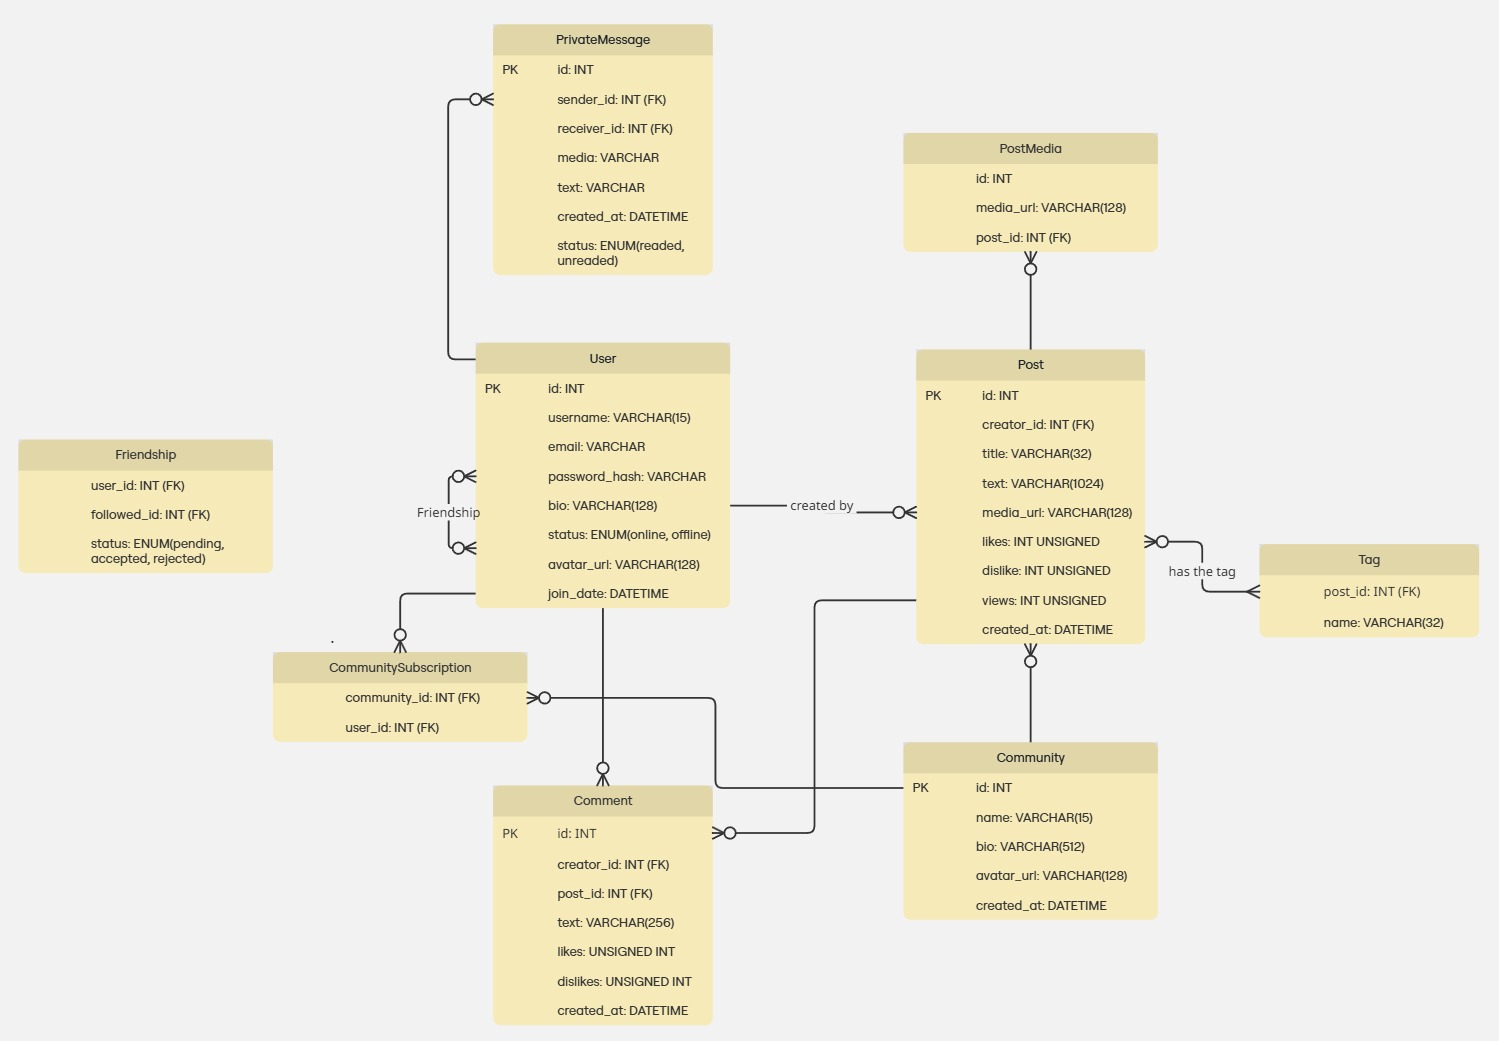 PrivateMessage
PK id: INT
sender_id: INT (FK)
receiver_id: INT (FK)
media: VARCHAR
text: VARCHAR
created_at: DATETIME
status: ENUM(readed,
unreaded)
PostMedia
id: INT
media_url: VARCHAR(128)
post_id: INT (FK)
User
PK id: INT
username: VARCHAR(15)
email: VARCHAR
password_hash: VARCHAR
bio: VARCHAR(128)
status: ENUM(online, offline)
avatar_url: VARCHAR(128)
join_date: DATETIME
Friendship
created by
Post
PK id: INT
creator_id: INT (FK)
title: VARCHAR(32)
text: VARCHAR(1024)
media_url: VARCHAR(128)
likes: INT UNSIGNED
dislike: INT UNSIGNED
views: INT UNSIGNED
created_at: DATETIME
Friendship
user_id: INT (FK)
followed_id: INT (FK)
status: ENUM(pending,
accepted, rejected)
has the tag
Tag
post_id: INT (FK)
name: VARCHAR(32)
.
CommunitySubscription
community_id: INT (FK)
user_id: INT (FK)
Community
PK id: INT
name: VARCHAR(15)
bio: VARCHAR(512)
avatar_url: VARCHAR(128)
created_at: DATETIME
Comment
PK id: INT
creator_id: INT (FK)
post_id: INT (FK)
text: VARCHAR(256)
likes: UNSIGNED INT
dislikes: UNSIGNED INT
created_at: DATETIME